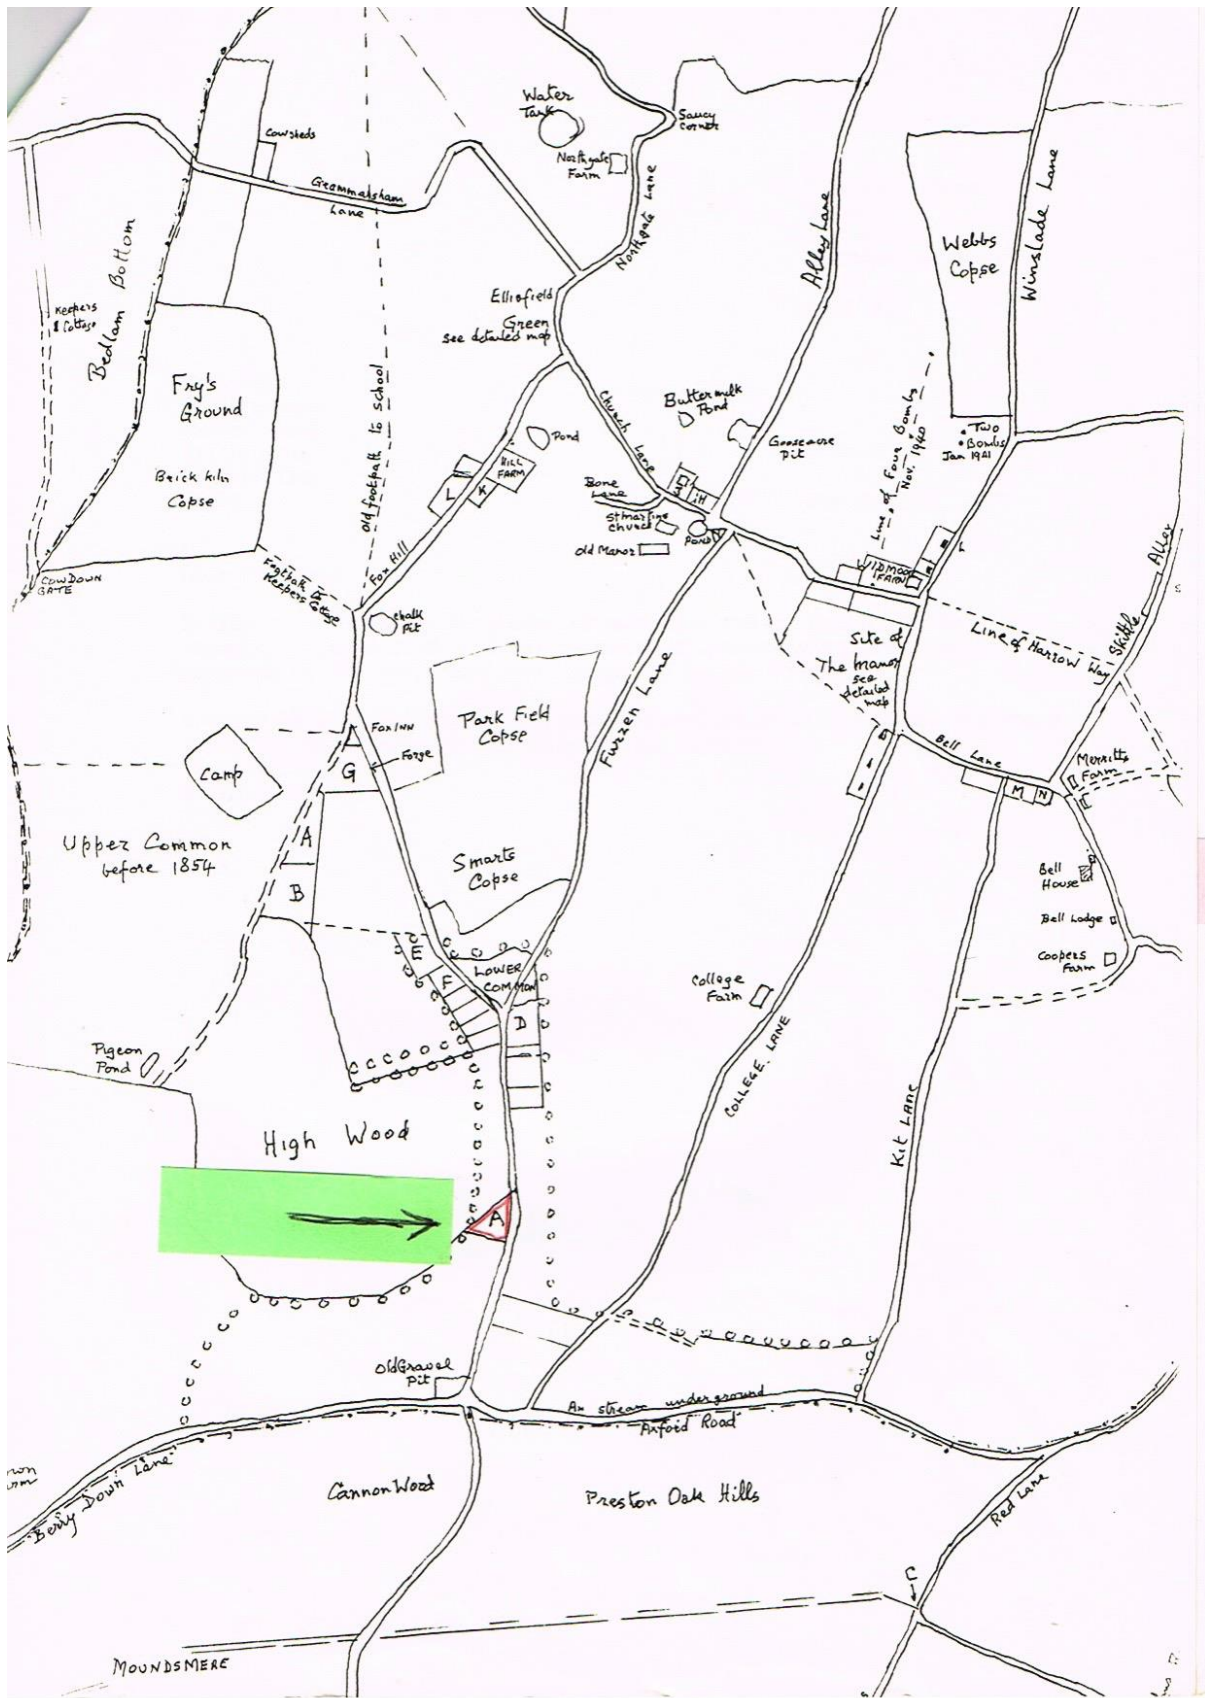 Water
Tank
Saucy
Corner
Cowsheds
Northgate
Farm
Grammarsham
Lane
Northgate Lane
Alley Lane
Winslade Lane
Webbs
Copse
Bedlam Bottom
Keepers
Cottage
Ellisfield
Green
see detailed map
Fry's
Ground
Brick kiln
Copse
old footpath to school
Church Lane
Buttermilk
Pond
Gooseacre
Pit
Line of Four Bombs
Nov. 1940
Two
Bombs
Jan 1941
Pond
HILL
FARM
L
K
J
H
Bone
Lane
St Martins
Church
Pond
Old Manor
Fox Hill
COWDOWN
GATE
Footpath to
Keepers Cottage
Chalk
Pit
WIDMOOR
FARM
L
Site of
The Manor
see
detailed
map
Line of Harrow Way
Skittle Alley
S
Furzen Lane
Park Field
Copse
Fox INN
Forge
G
Camp
Bell Lane
Merritts
Farm
M
N
A
B
Upper Common
before 1854
Smarts
Copse
Bell
House
Bell Lodge
Coopers
Farm
E
F
LOWER
COMMON
D
College
Farm
COLLEGE LANE
Kit LANE
Pigeon
Pond
High Wood
A
Old Gravel
Pit
An stream underground
Axford Road
Berry Down Lane
own
Cannon Wood
Preston Oak Hills
Red Lane
C
MOUNDSMERE